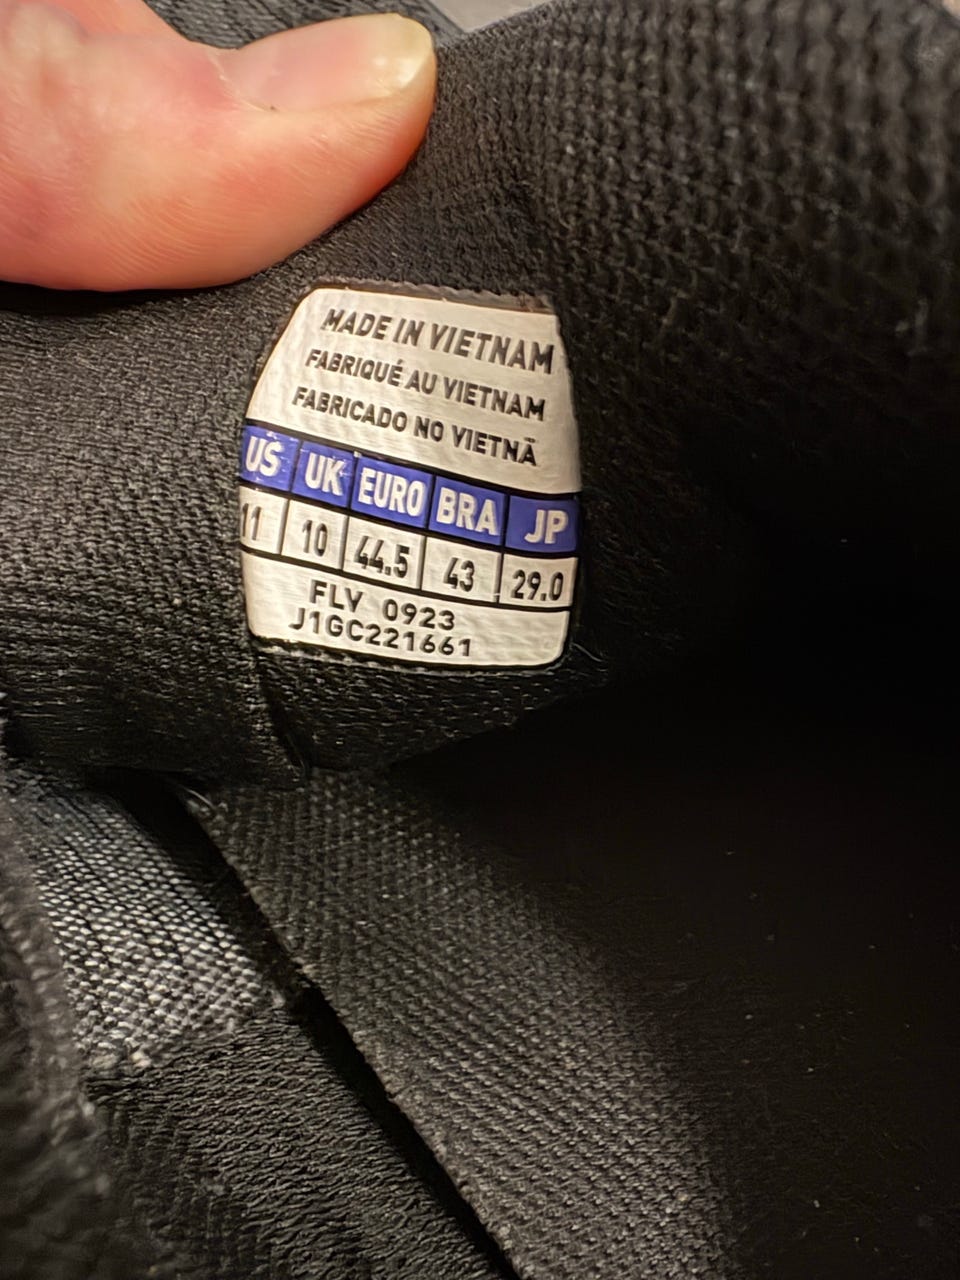 MADE IN VIETNAM
FABRIQUÉ AU VIETNAM
FABRICADO NO VIETNÃ
US UK EURO BRA JP
11 10 44.5 43 29.0
FLV 0923
J1GC221661